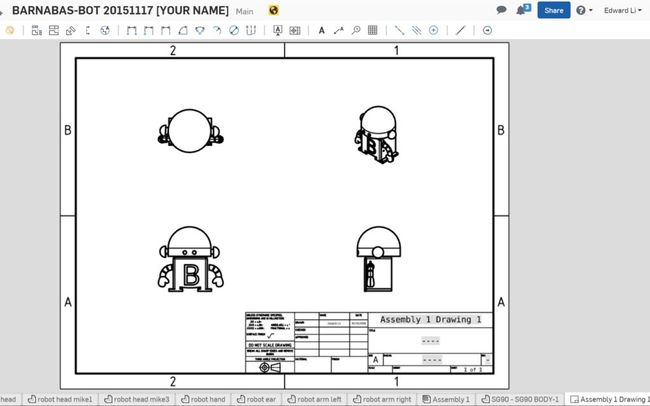 BARNABAS-BOT 20151117 [YOUR NAME] Main
3 Share Edward Li
A A
2 1
B B
B
B
A A
Assembly 1 Drawing 1
DO NOT SCALE DRAWING
A
1 of 1
2 1
head robot head mike1 robot head mike3 robot hand robot ear robot arm left robot arm right Assembly 1 SG90 - SG90 BODY-1 Assembly 1 Drawing 1